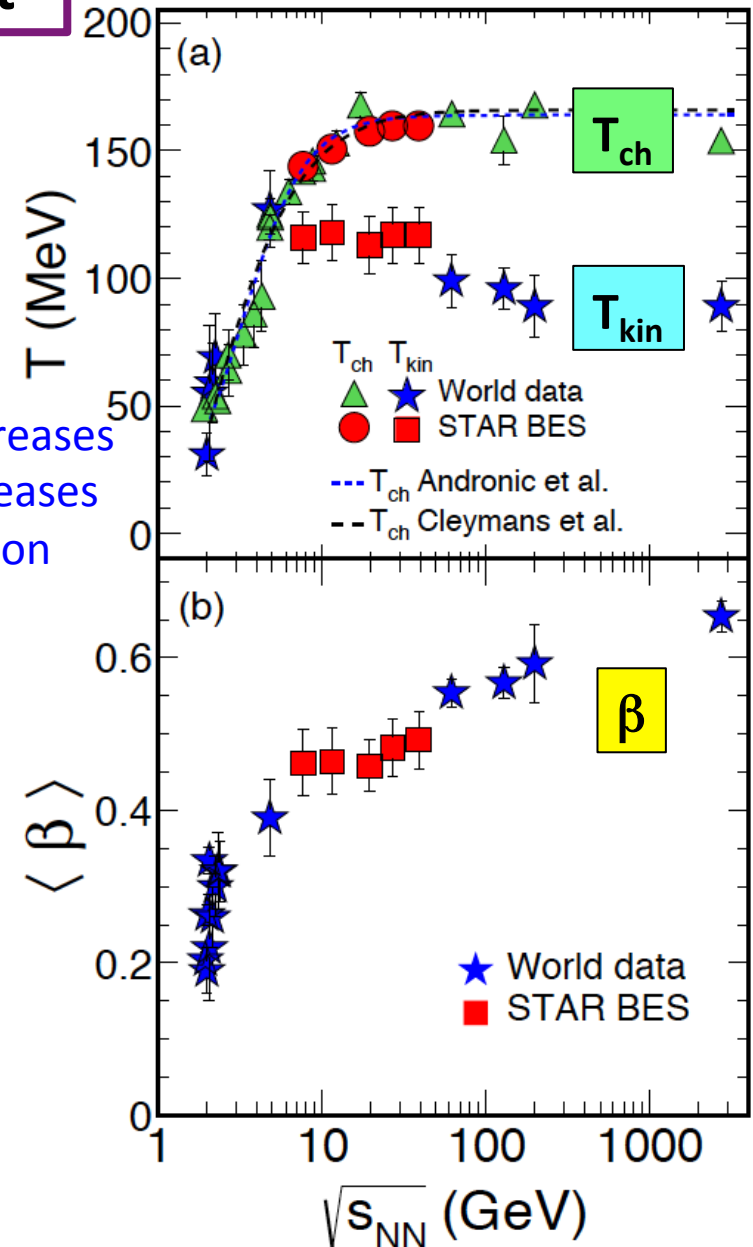 t
200
(a)
T_ch
150
100
T_kin
T_ch T_kin
World data
50
STAR BES
T_ch Andronic et al.
T_ch Cleymans et al.
0
T (MeV)
reases
eases
on
(b)
0.6
β
0.4
⟨ β ⟩
0.2
World data
STAR BES
0
1 10 100 1000
√s_NN (GeV)